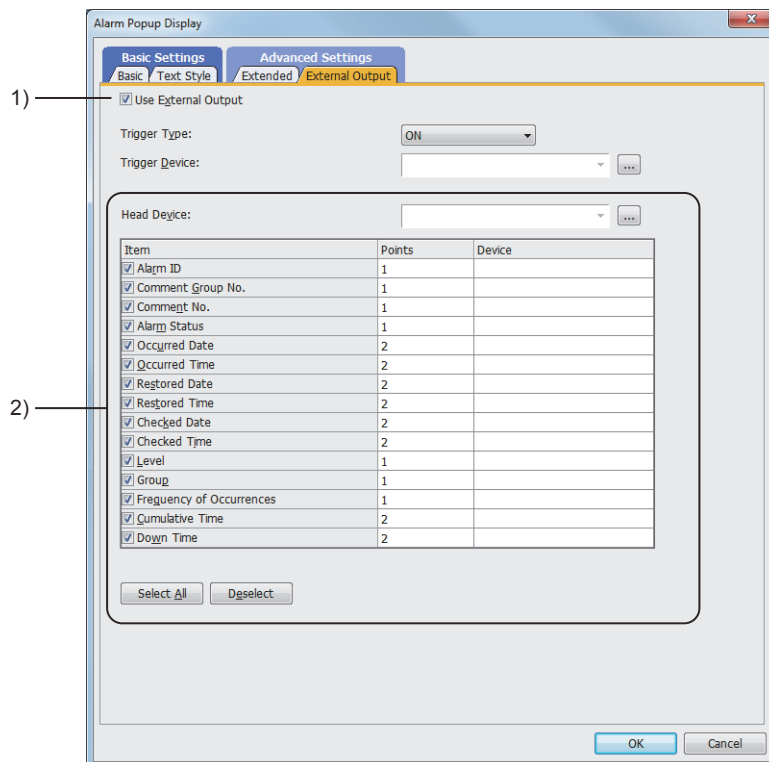 Alarm Popup Display
x
Basic Settings Advanced Settings
Basic Text Style Extended External Output
1)
Use External Output
Trigger Type: ON
Trigger Device: ...
Head Device: ...
Item Points Device
Alarm ID 1
Comment Group No. 1
Comment No. 1
Alarm Status 1
Occurred Date 2
Occurred Time 2
Restored Date 2
Restored Time 2
2)
Checked Date 2
Checked Time 2
Level 1
Group 1
Frequency of Occurrences 1
Cumulative Time 2
Down Time 2
Select All Deselect
OK Cancel